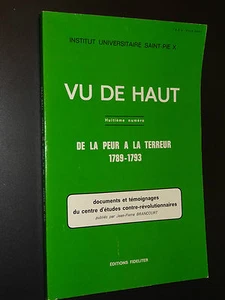 INSTITUT UNIVERSITAIRE SAINT-PIE X
VU DE HAUT
Huitième numéro
DE LA PEUR A LA TERREUR
1789-1793
documents et témoignages
du centre d'études contre-révolutionnaires
publiés par Jean-Pierre BRANCOURT
EDITIONS FIDELITER